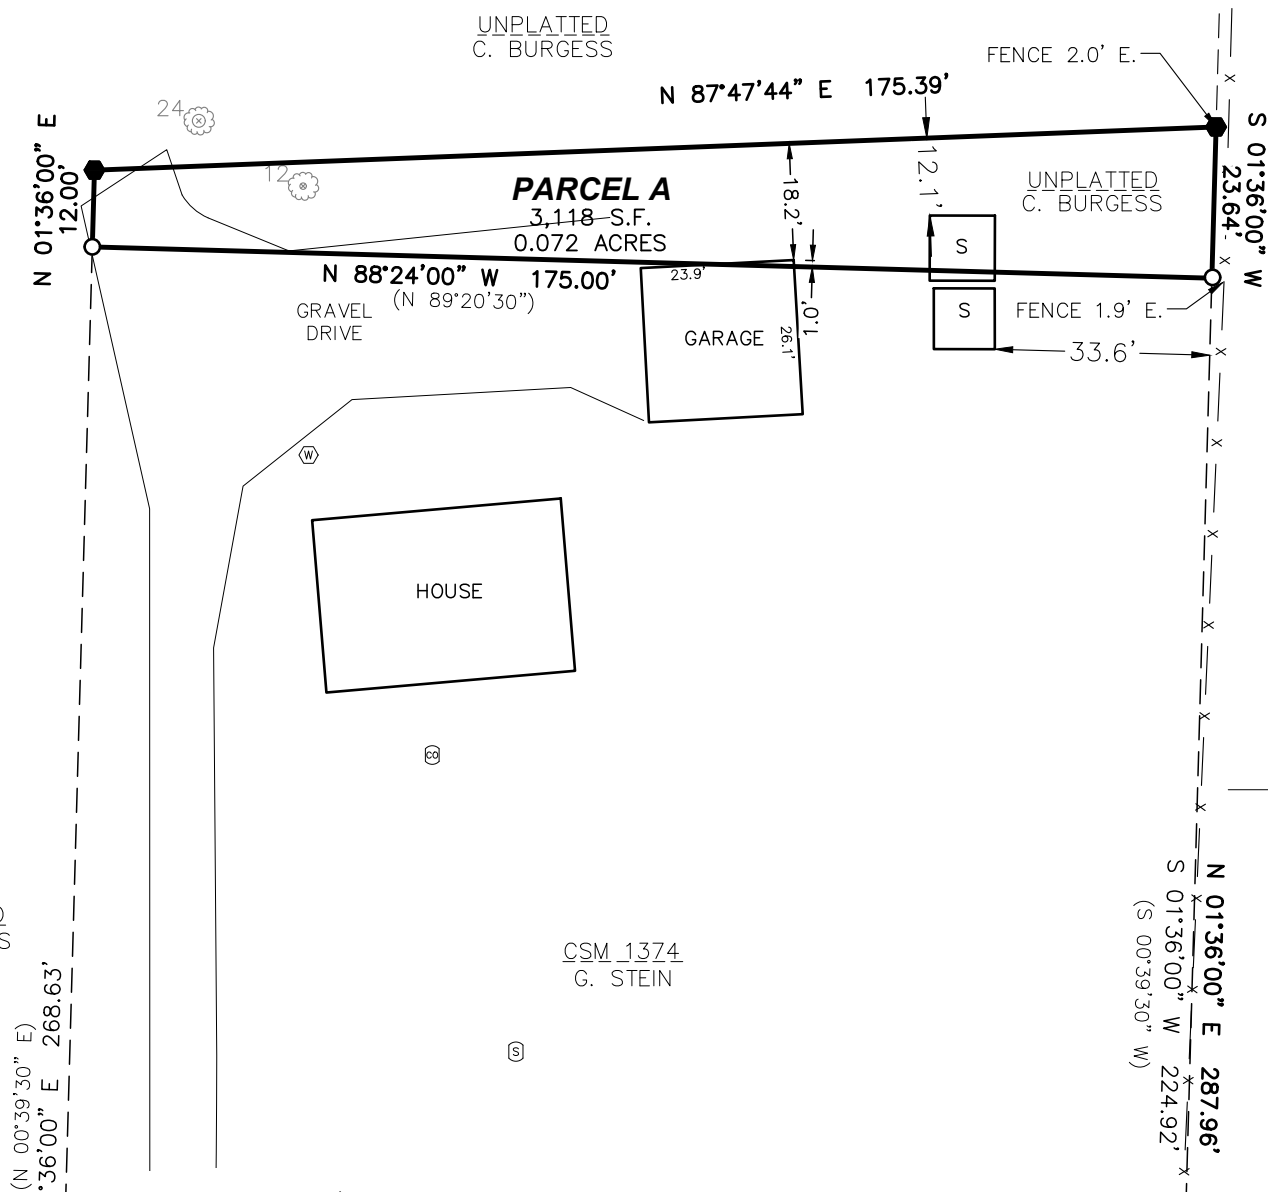 UNPLATTED
C. BURGESS
FENCE 2.0' E.
N 87°47'44" E 175.39'
24
12
N 01°36'00" E
12.00'
S 01°36'00" W
23.64'
PARCEL A
3,118 S.F.
0.072 ACRES
18.2'
12.1'
UNPLATTED
C. BURGESS
S
N 88°24'00" W 175.00'
(N 89°20'30")
23.9'
GRAVEL
DRIVE
GARAGE
26.1'
1.0'
S
FENCE 1.9' E.
33.6'
W
HOUSE
CO
CSM 1374
G. STEIN
S
(N 00°39'30" E)
°36'00" E 268.63'
N 01°36'00" E 287.96'
S 01°36'00" W 224.92'
(S 00°39'30" W)